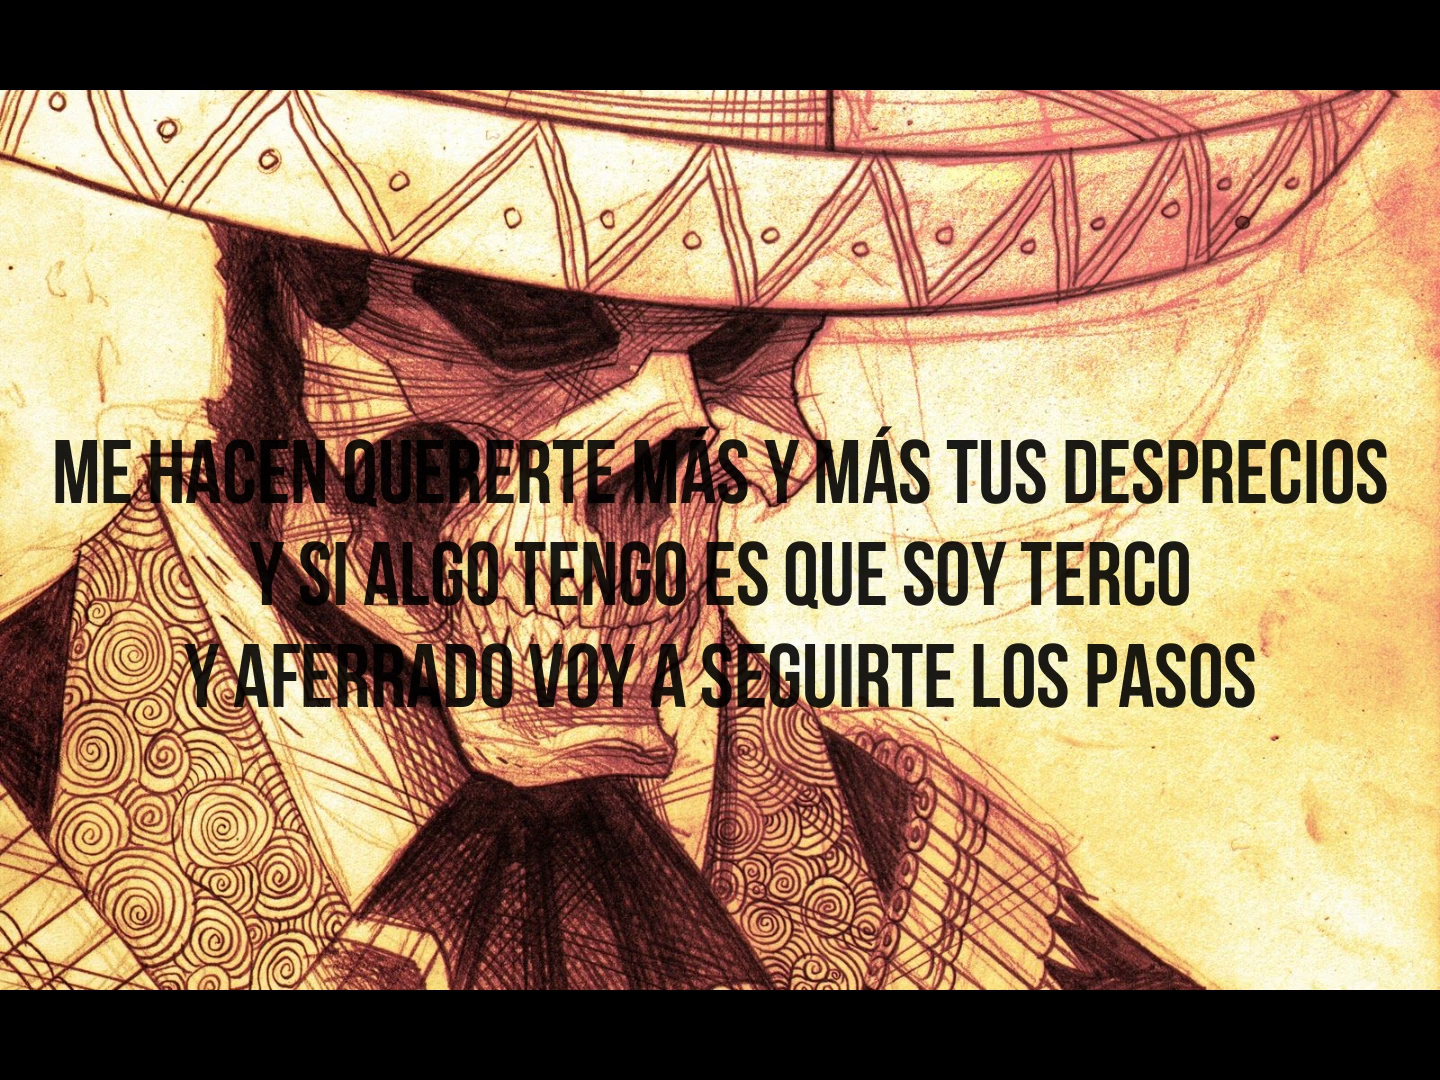 ME HACEN QUERERTE MÁS Y MÁS TUS DESPRECIOS
Y SI ALGO TENGO ES QUE SOY TERCO
Y AFERRADO VOY A SEGUIRTE LOS PASOS